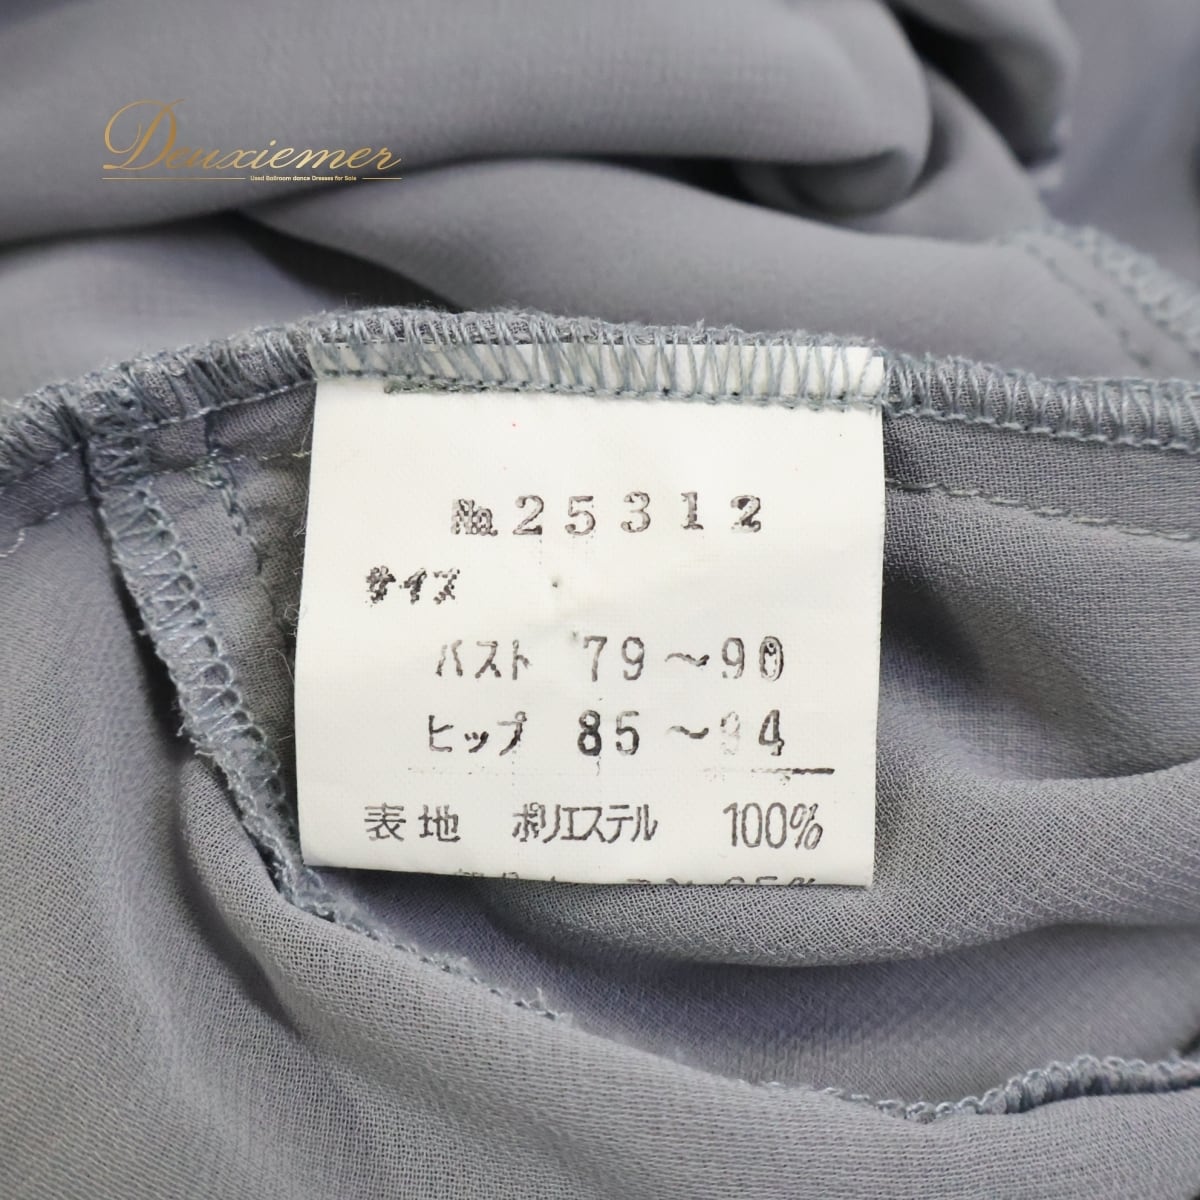 Deuxiemer
Used Ballroom dance Dresses for Sale
№25312
サイズ
バスト 79～90
ヒップ 85～94
表地 ポリエステル 100%